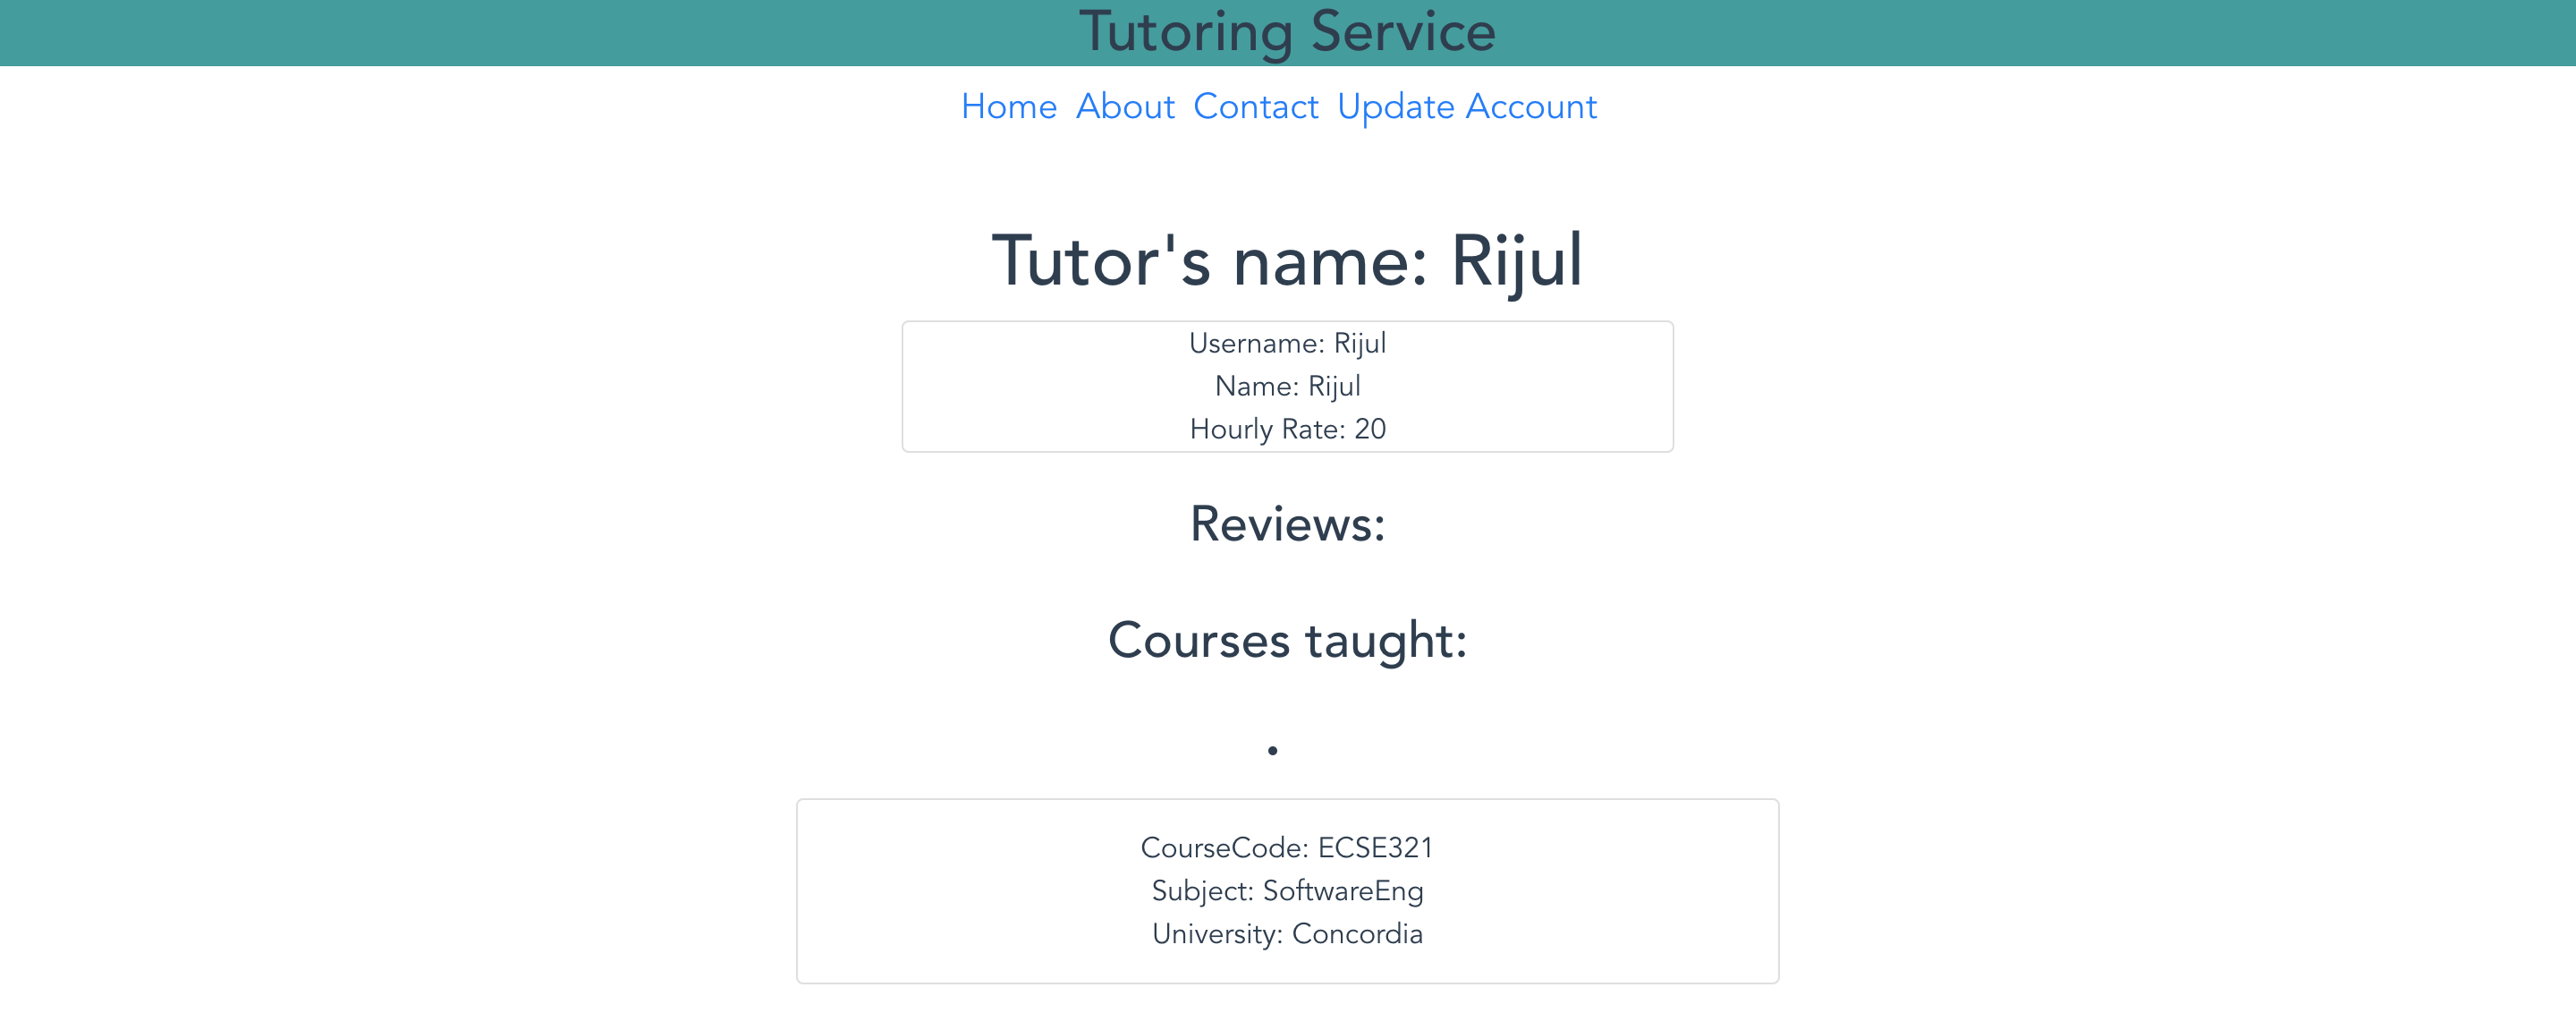 Tutoring Service
Home About Contact Update Account
Tutor's name: Rijul
Username: Rijul
Name: Rijul
Hourly Rate: 20
Reviews:
Courses taught:
•
CourseCode: ECSE321
Subject: SoftwareEng
University: Concordia